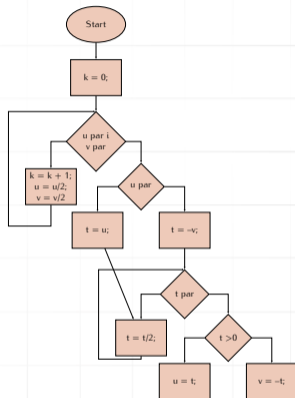 Start
k = 0;
u par i
v par
k = k + 1;
u = u/2;
v = v/2
u par
t = u;
t = -v;
t par
t = t/2;
t >0
u = t;
v = -t;